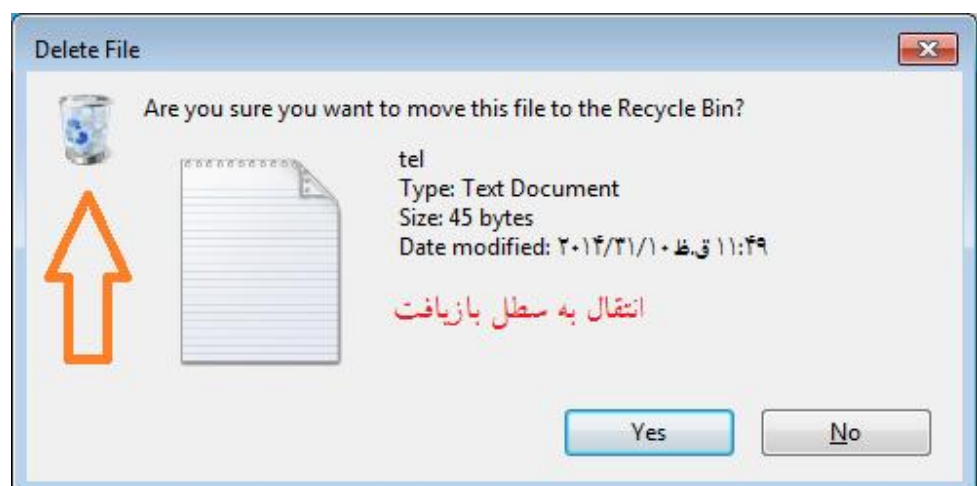 Delete File
Are you sure you want to move this file to the Recycle Bin?
tel
Type: Text Document
Size: 45 bytes
Date modified: ۲۰۱۴/۳۱/۱۰ ق.ظ ۱۱:۴۹
انتقال به سطل بازیافت
Yes
No